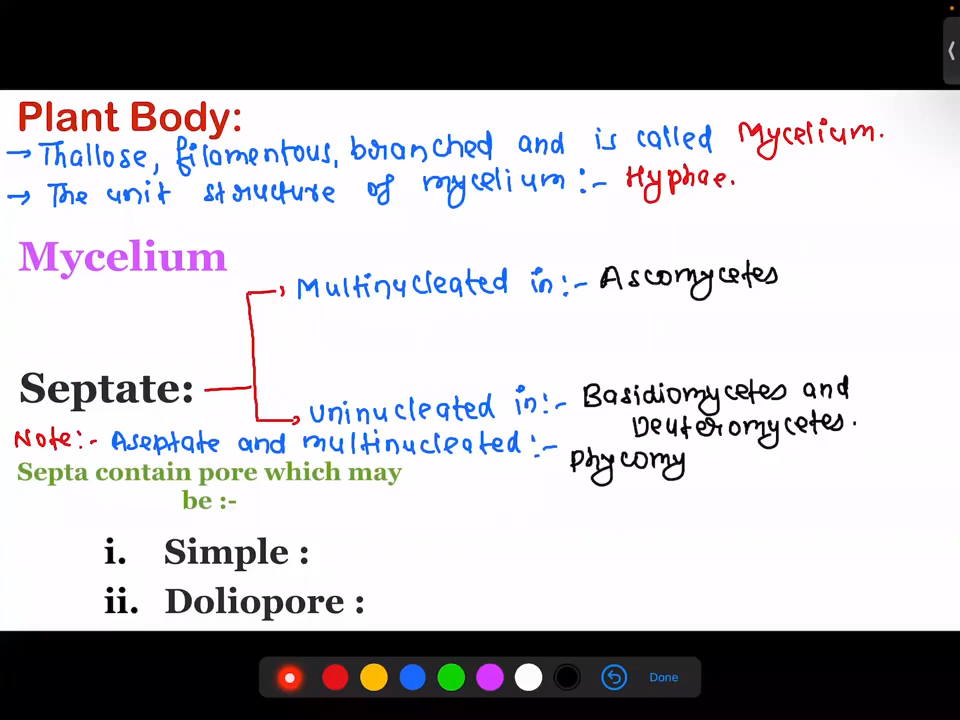 Plant Body:
→ Thallose, filamentous, branched and is called Mycelium.
→ The unit structure of mycelium :- Hyphae.
Mycelium
Multinucleated in:- Ascomycetes
Septate:
Uninucleated in:- Basidiomycetes and
Deuteromycetes.
Note:- Aseptate and multinucleated :- Phycomy
Septa contain pore which may
be :-
i. Simple :
ii. Doliopore :
Done